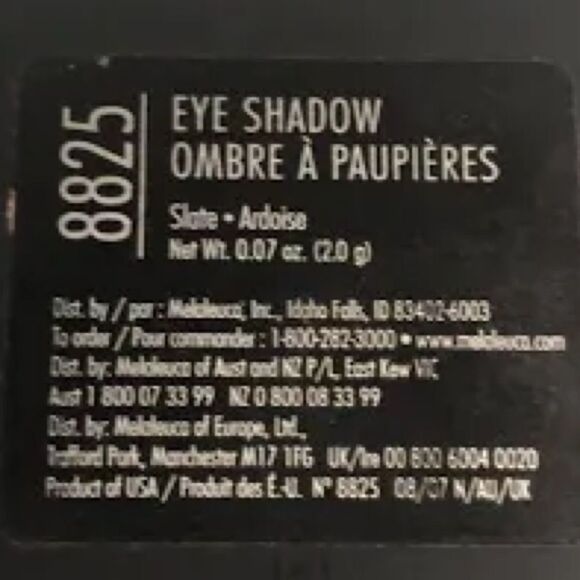 8825
EYE SHADOW
OMBRE À PAUPIÈRES
Slate • Ardoise
Net Wt. 0.07 oz. (2.0 g)
Dist. by / par : Melaleuca, Inc., Idaho Falls, ID 83402-6003
To order / Pour commander : 1-800-282-3000 • www.melaleuca.com
Dist. by: Melaleuca of Aust and NZ P/L, East Kew VIC
Aust 1 800 07 33 99 NZ 0 800 08 33 99
Dist. by: Melaleuca of Europe, Ltd.,
Trafford Park, Manchester M17 1FG UK/Ire 00 800 6004 0020
Product of USA / Produit des É.-U. N° 8825 08/07 N/AU/UK